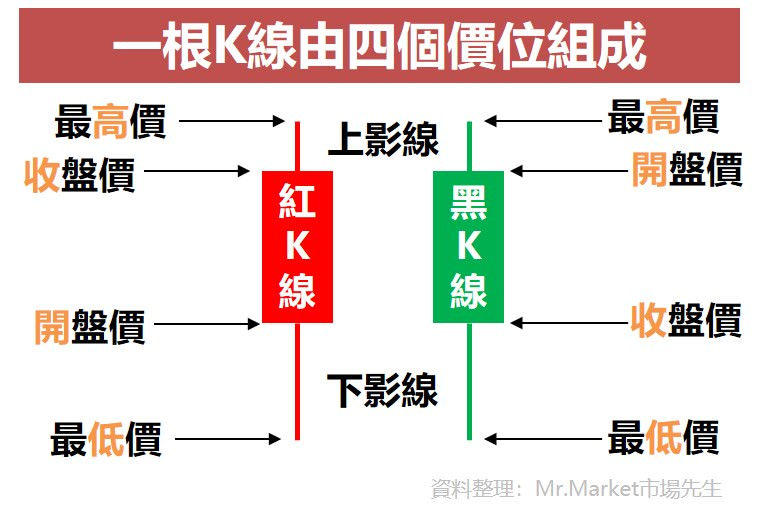 一根K線由四個價位組成
最高價
收盤價
開盤價
最低價
上影線
下影線
紅
K
線
黑
K
線
最高價
開盤價
收盤價
最低價
資料整理：Mr.Market市場先生